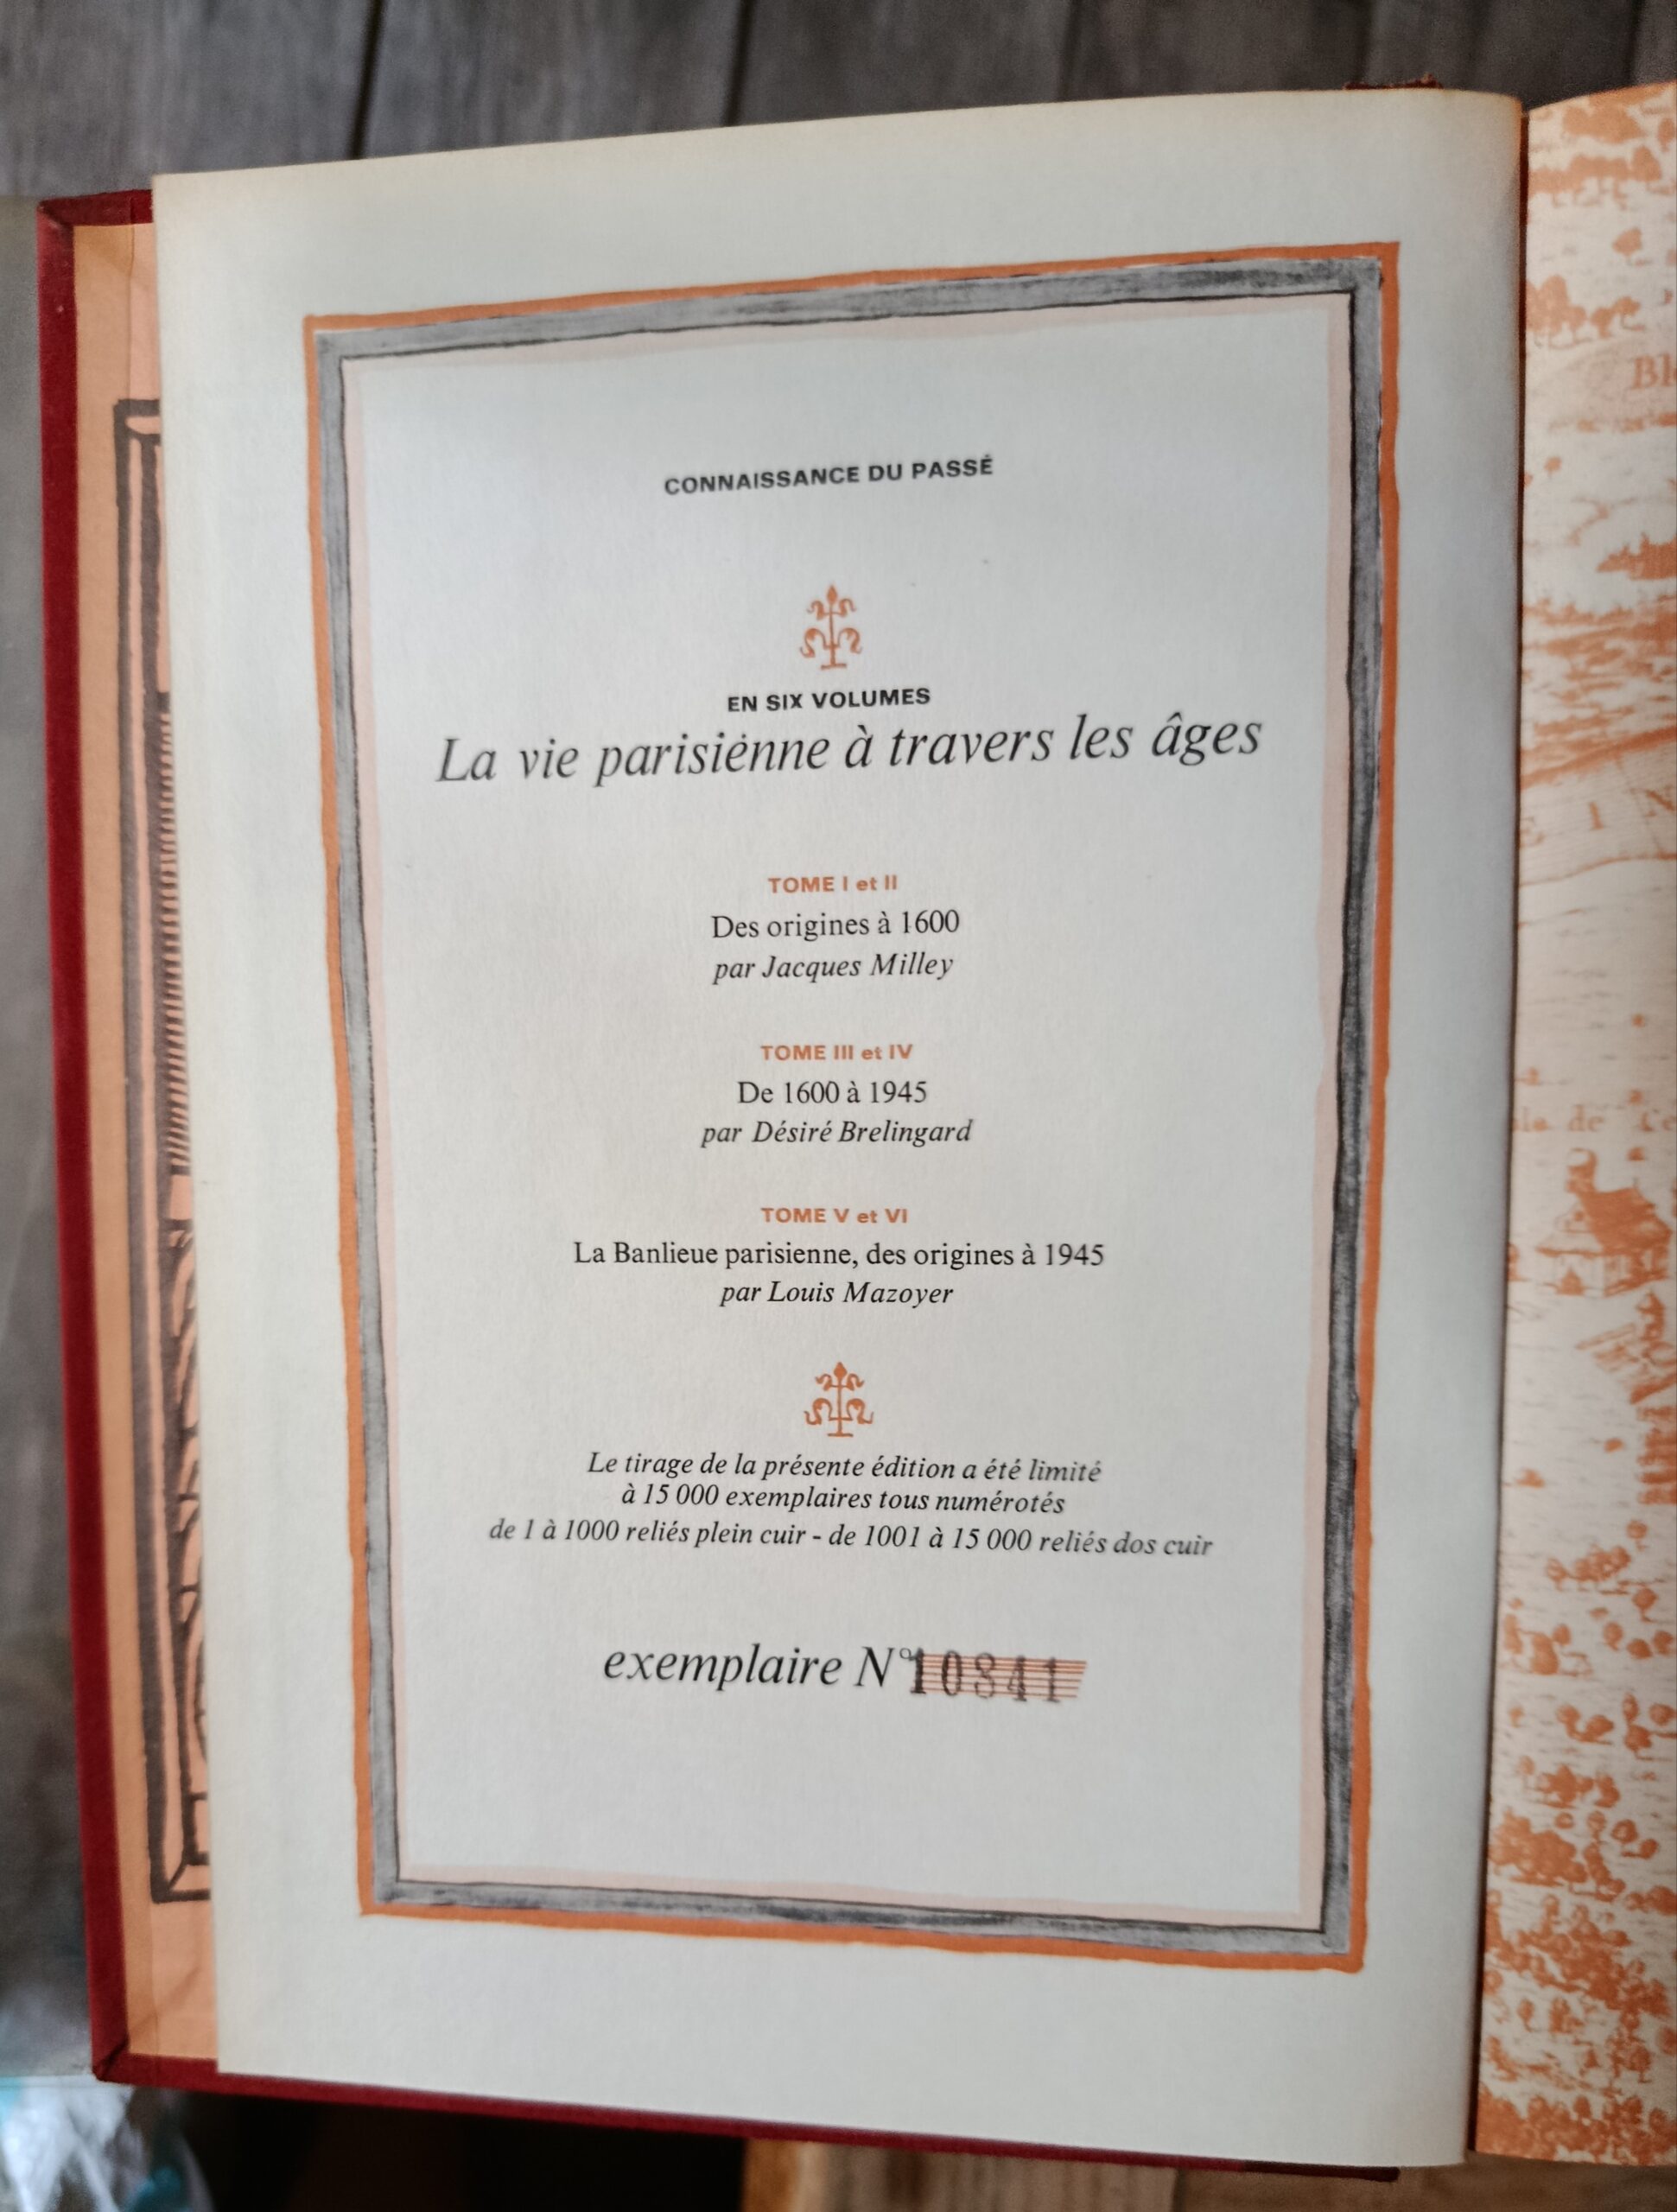 CONNAISSANCE DU PASSÉ
EN SIX VOLUMES
La vie parisienne à travers les âges
TOME I et II
Des origines à 1600
par Jacques Milley
TOME III et IV
De 1600 à 1945
par Désiré Brelingard
TOME V et VI
La Banlieue parisienne, des origines à 1945
par Louis Mazoyer
Le tirage de la présente édition a été limité
à 15 000 exemplaires tous numérotés
de 1 à 1000 reliés plein cuir - de 1001 à 15 000 reliés dos cuir
exemplaire N° 10841